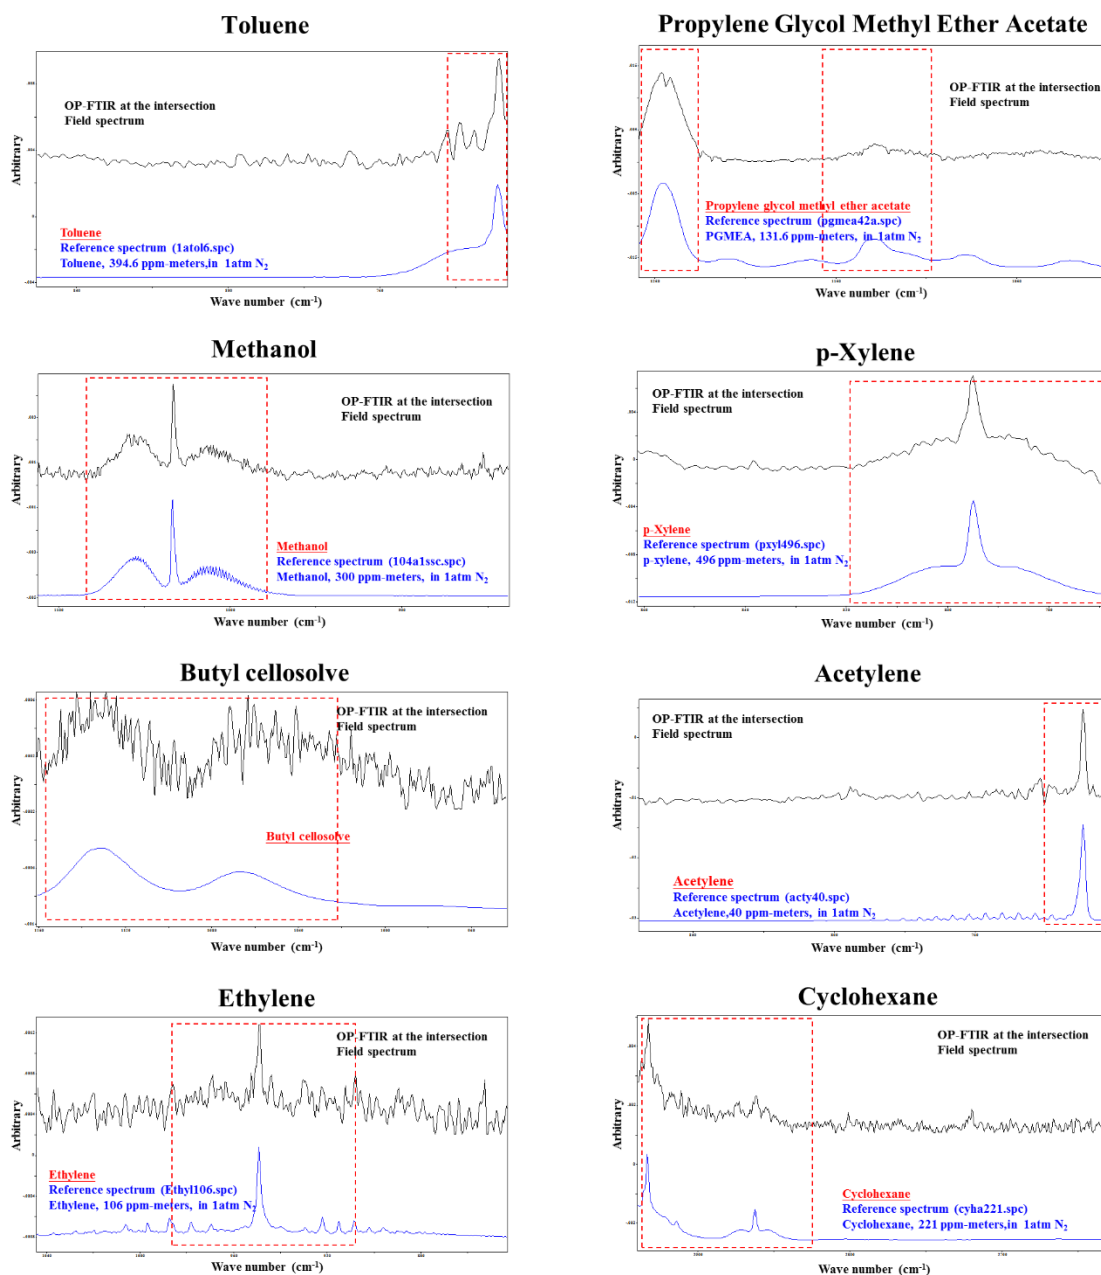 Toluene
OP-FTIR at the intersection
Field spectrum
Arbitrary
Toluene
Reference spectrum (1atol6.spc)
Toluene, 394.6 ppm-meters,in 1atm N2
Wave number (cm-1)
Propylene Glycol Methyl Ether Acetate
OP-FTIR at the intersection
Field spectrum
Arbitrary
Propylene glycol methyl ether acetate
Reference spectrum (pgmea42a.spc)
PGMEA, 131.6 ppm-meters, in 1atm N2
Wave number (cm-1)
Methanol
OP-FTIR at the intersection
Field spectrum
Arbitrary
Methanol
Reference spectrum (104a1ssc.spc)
Methanol, 300 ppm-meters, in 1atm N2
Wave number (cm-1)
p-Xylene
OP-FTIR at the intersection
Field spectrum
Arbitrary
p-Xylene
Reference spectrum (pxyl496.spc)
p-xylene, 496 ppm-meters, in 1atm N2
Wave number (cm-1)
Butyl cellosolve
OP-FTIR at the intersection
Field spectrum
Arbitrary
Butyl cellosolve
Wave number (cm-1)
Acetylene
OP-FTIR at the intersection
Field spectrum
Arbitrary
Acetylene
Reference spectrum (acty40.spc)
Acetylene,40 ppm-meters, in 1atm N2
Wave number (cm-1)
Ethylene
OP-FTIR at the intersection
Field spectrum
Arbitrary
Ethylene
Reference spectrum (Ethyl106.spc)
Ethylene, 106 ppm-meters, in 1atm N2
Wave number (cm-1)
Cyclohexane
OP-FTIR at the intersection
Field spectrum
Arbitrary
Cyclohexane
Reference spectrum (cyha221.spc)
Cyclohexane, 221 ppm-meters,in 1atm N2
Wave number (cm-1)